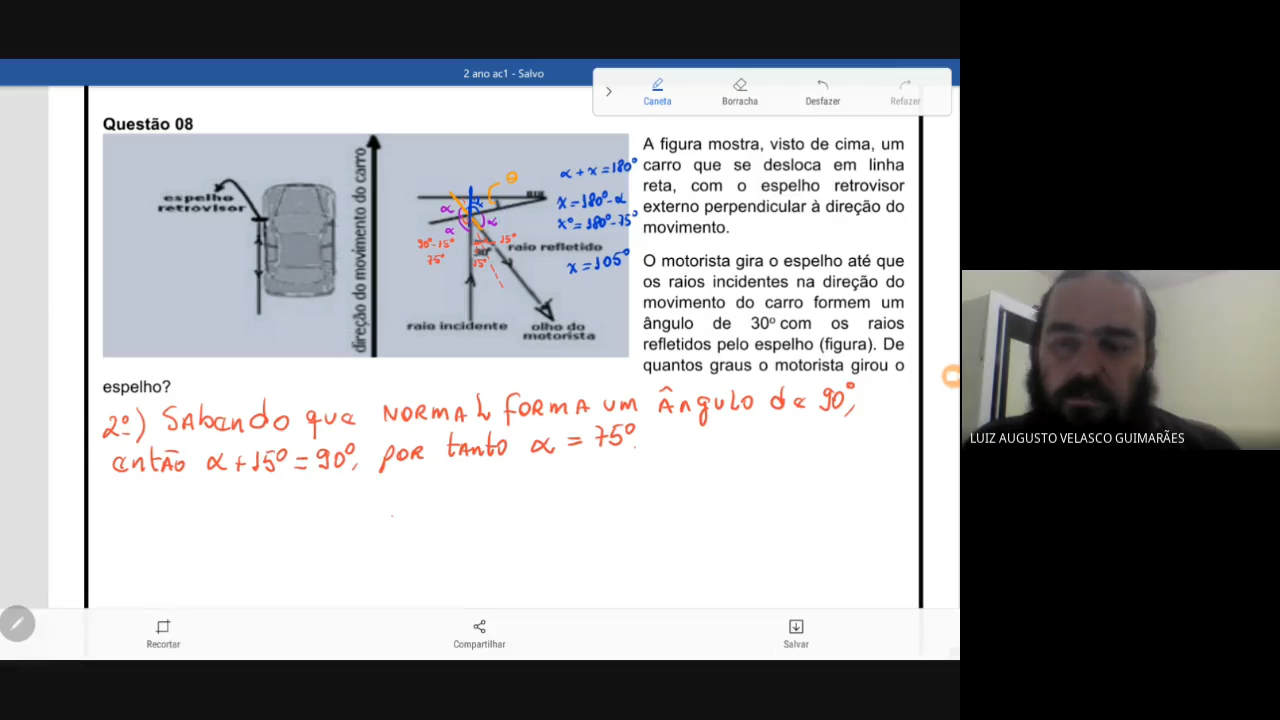 2 ano ac1 - Salvo
Caneta
Borracha
Desfazer
Refazer
Questão 08
espelho
retrovisor
direção do movimento do carro
θ
α
α
α
90°-15°
75°
15°
15°
raio refletido
raio incidente
olho do
motorista
α + x = 180°
x = 180° - α
x° = 180° - 75°
x = 105°
A figura mostra, visto de cima, um
carro que se desloca em linha
reta, com o espelho retrovisor
externo perpendicular à direção do
movimento.
O motorista gira o espelho até que
os raios incidentes na direção do
movimento do carro formem um
ângulo de 30º com os raios
refletidos pelo espelho (figura). De
quantos graus o motorista girou o
espelho?
2º) SAbendo que NORMAL FORMA UM ÂngULO de 90°,
então α + 15° = 90°, por tanto α = 75°.
Recortar
Compartilhar
Salvar
LUIZ AUGUSTO VELASCO GUIMARÃES